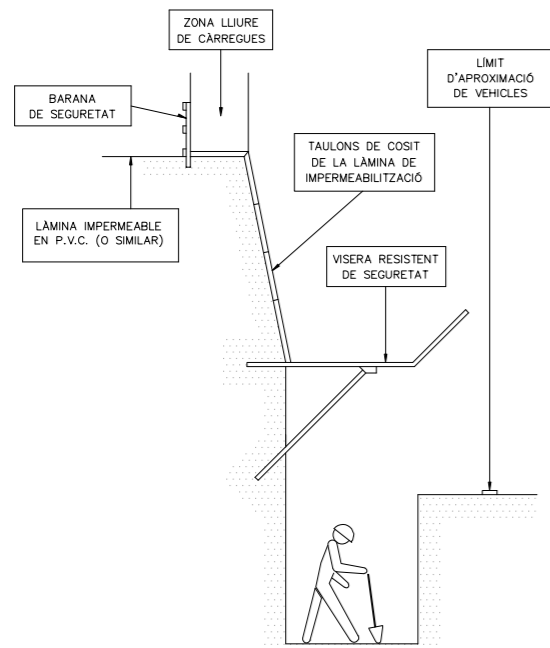 ZONA LLIURE
DE CÀRREGUES
LÍMIT
D'APROXIMACIÓ
DE VEHICLES
BARANA
DE SEGURETAT
TAULONS DE COSIT
DE LA LÀMINA DE
IMPERMEABILITZACIÓ
LÀMINA IMPERMEABLE
EN P.V.C. (O SIMILAR)
VISERA RESISTENT
DE SEGURETAT